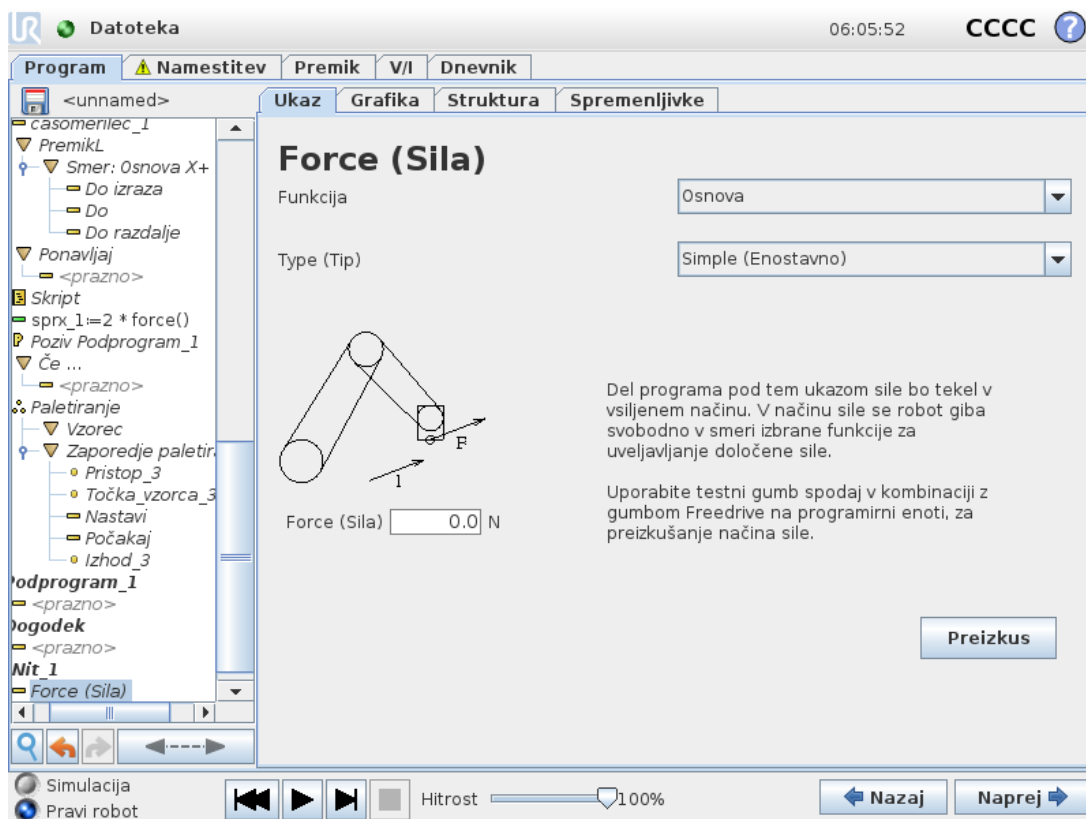 UR Datoteka 06:05:52 CCCC ?
Program Namestitev Premik V/I Dnevnik
<unnamed> Ukaz Grafika Struktura Spremenljivke
časomerilec_1
PremikL
Smer: Osnova X+
Do izraza
Do
Do razdalje
Ponavljaj
<prazno>
Skript
sprx_1:=2 * force()
Poziv Podprogram_1
Če ...
<prazno>
Paletiranje
Vzorec
Zaporedje paletir
Pristop_3
Točka_vzorca_3
Nastavi
Počakaj
Izhod_3
Podprogram_1
<prazno>
Dogodek
<prazno>
Nit_1
Force (Sila)
Force (Sila)
Funkcija Osnova
Type (Tip) Simple (Enostavno)
F
1
Force (Sila) 0.0 N
Del programa pod tem ukazom sile bo tekel v
vsiljenem načinu. V načinu sile se robot giba
svobodno v smeri izbrane funkcije za
uveljavljanje določene sile.
Uporabite testni gumb spodaj v kombinaciji z
gumbom Freedrive na programirni enoti, za
preizkušanje načina sile.
Preizkus
Simulacija
Pravi robot
Hitrost 100%
Nazaj Naprej